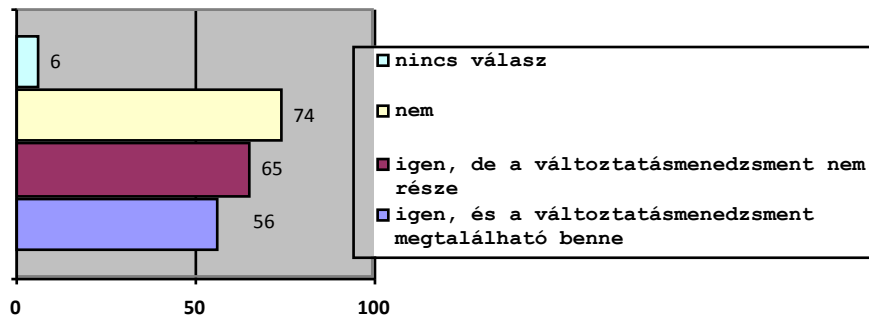 6
nincs válasz
74
nem
65
igen, de a változtatásmenedzsment nem
része
56
igen, és a változtatásmenedzsment
megtalálható benne
0 50 100